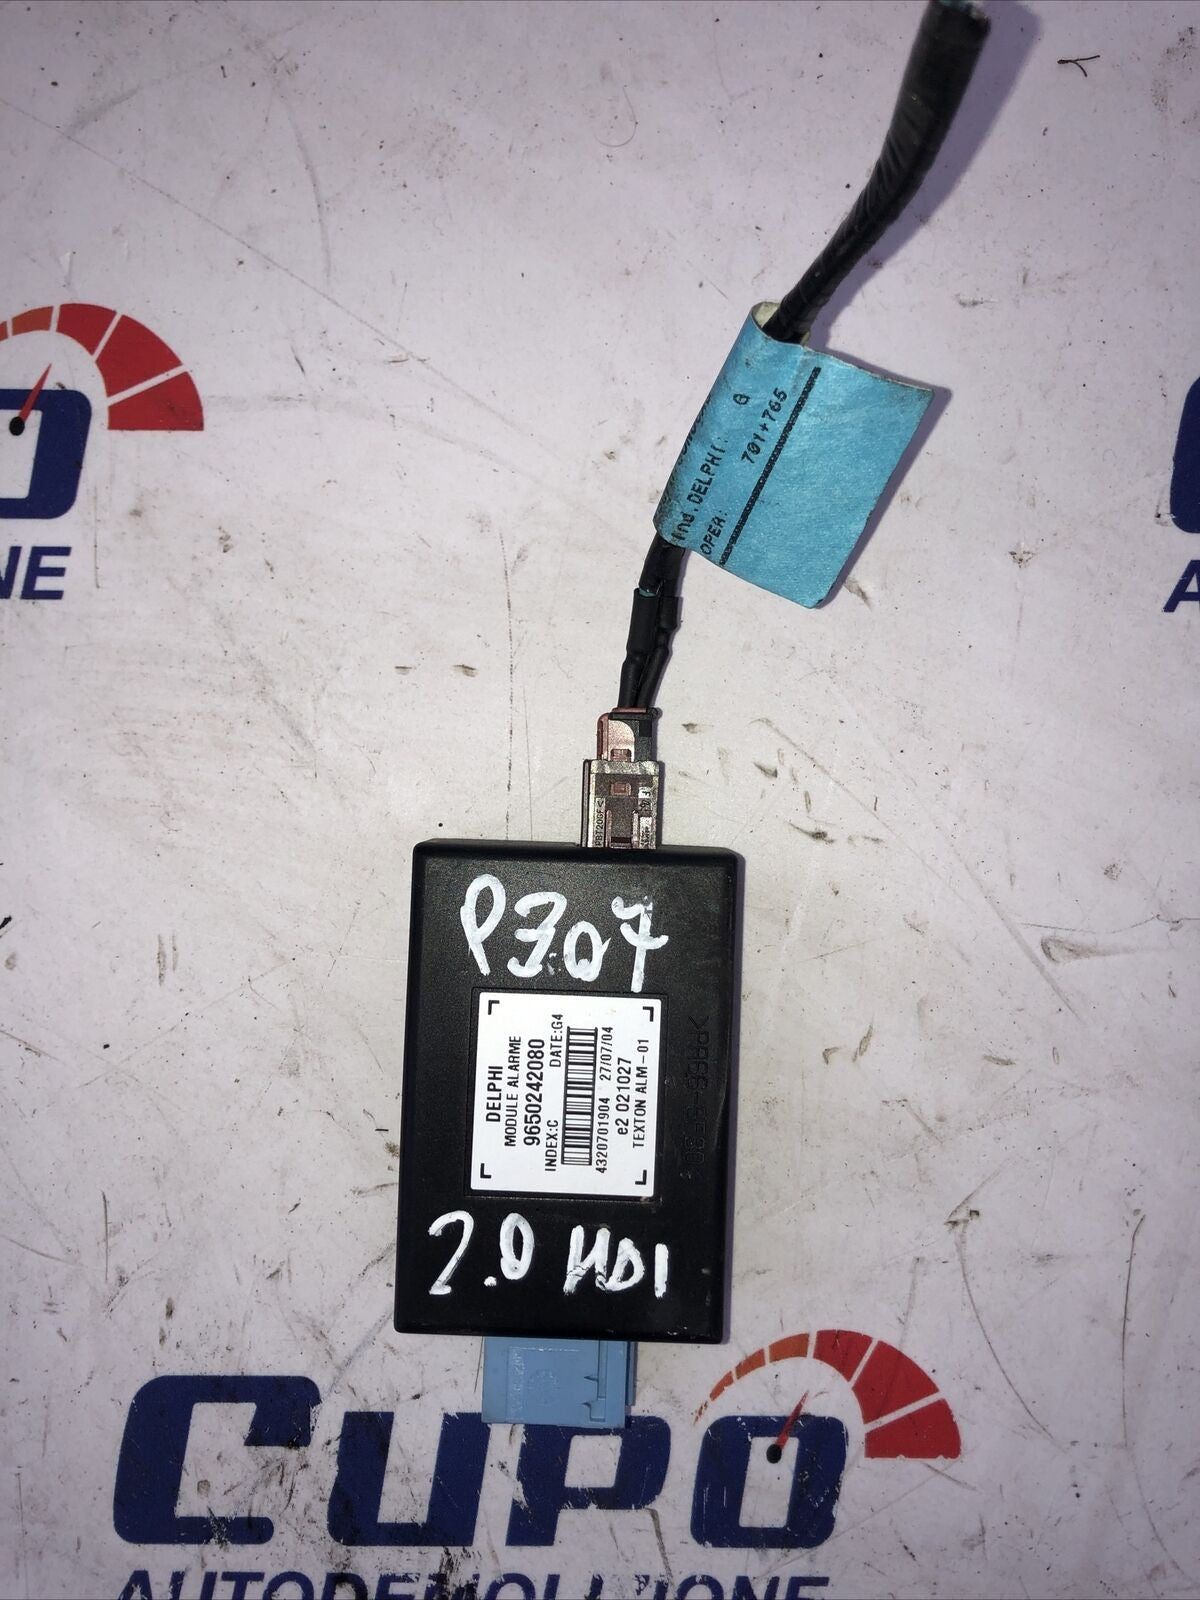 Ind.DELPHI: G
OPER: 701+765
P307
DELPHI
MODULE ALARME
9650242080
INDEX:C DATE:G4
4320701904 27/07/04
e2 021027
TEXTON ALM-01
2.0 HDI
CUPO
AUTODEMOLIZIONE
NE
A